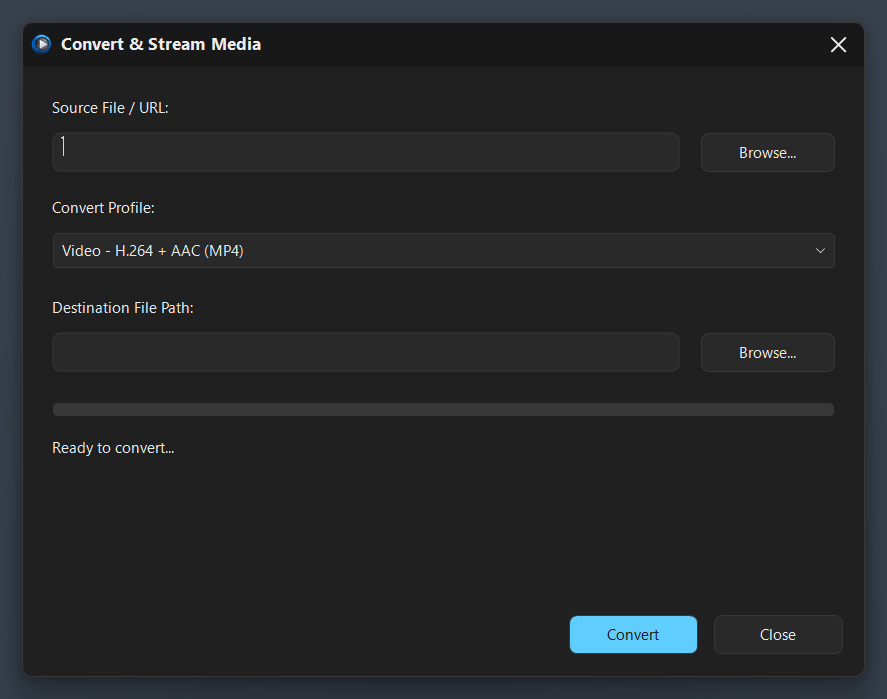 Convert & Stream Media
Source File / URL:
Browse...
Convert Profile:
Video - H.264 + AAC (MP4)
Destination File Path:
Browse...
Ready to convert...
Convert
Close